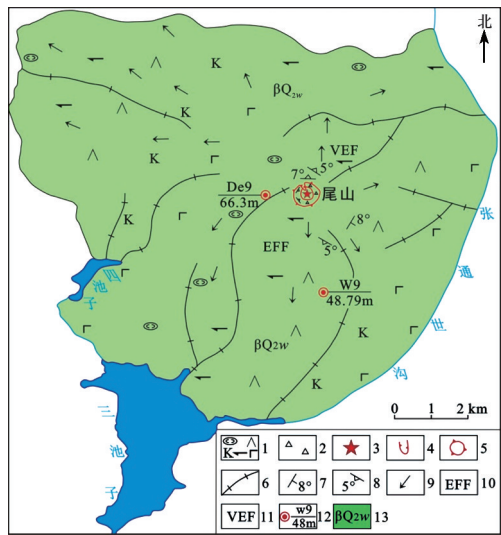 北
K
βQ2w
K
K
VEF
7° 5°
De9
66.3m
尾山
K
8°
EFF
5°
W9
48.79m
βQ2w
K
K
四池子
三池子
张通世沟
0 1 2 km
K 1 2 3 4 5
6 8° 7 5° 8 9 EFF 10
VEF 11 w9 48m 12 βQ2w 13